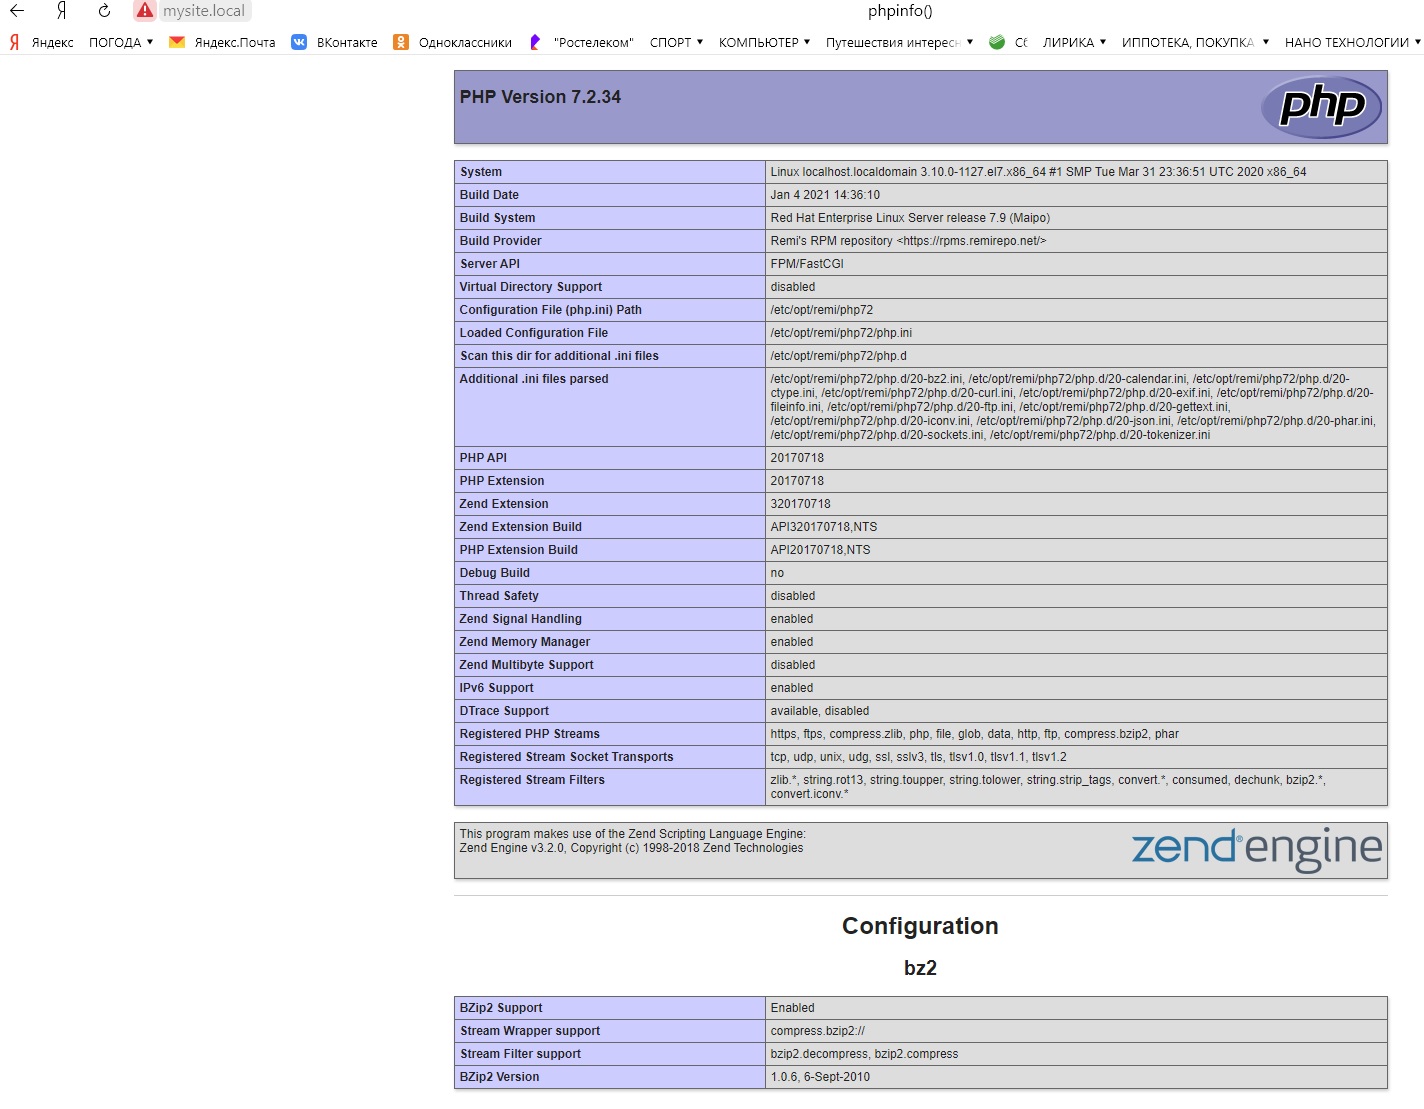 Я mysite.local phpinfo()
Я Яндекс ПОГОДА Яндекс.Почта ВКонтакте Одноклассники "Ростелеком" СПОРТ КОМПЬЮТЕР Путешествия интересн Сб ЛИРИКА ИППОТЕКА, ПОКУПКА НАНО ТЕХНОЛОГИИ
PHP Version 7.2.34 php
System Linux localhost.localdomain 3.10.0-1127.el7.x86_64 #1 SMP Tue Mar 31 23:36:51 UTC 2020 x86_64
Build Date Jan 4 2021 14:36:10
Build System Red Hat Enterprise Linux Server release 7.9 (Maipo)
Build Provider Remi's RPM repository <https://rpms.remirepo.net/>
Server API FPM/FastCGI
Virtual Directory Support disabled
Configuration File (php.ini) Path /etc/opt/remi/php72
Loaded Configuration File /etc/opt/remi/php72/php.ini
Scan this dir for additional .ini files /etc/opt/remi/php72/php.d
Additional .ini files parsed /etc/opt/remi/php72/php.d/20-bz2.ini, /etc/opt/remi/php72/php.d/20-calendar.ini, /etc/opt/remi/php72/php.d/20-
ctype.ini, /etc/opt/remi/php72/php.d/20-curl.ini, /etc/opt/remi/php72/php.d/20-exif.ini, /etc/opt/remi/php72/php.d/20-
fileinfo.ini, /etc/opt/remi/php72/php.d/20-ftp.ini, /etc/opt/remi/php72/php.d/20-gettext.ini,
/etc/opt/remi/php72/php.d/20-iconv.ini, /etc/opt/remi/php72/php.d/20-json.ini, /etc/opt/remi/php72/php.d/20-phar.ini,
/etc/opt/remi/php72/php.d/20-sockets.ini, /etc/opt/remi/php72/php.d/20-tokenizer.ini
PHP API 20170718
PHP Extension 20170718
Zend Extension 320170718
Zend Extension Build API320170718,NTS
PHP Extension Build API20170718,NTS
Debug Build no
Thread Safety disabled
Zend Signal Handling enabled
Zend Memory Manager enabled
Zend Multibyte Support disabled
IPv6 Support enabled
DTrace Support available, disabled
Registered PHP Streams https, ftps, compress.zlib, php, file, glob, data, http, ftp, compress.bzip2, phar
Registered Stream Socket Transports tcp, udp, unix, udg, ssl, sslv3, tls, tlsv1.0, tlsv1.1, tlsv1.2
Registered Stream Filters zlib.*, string.rot13, string.toupper, string.tolower, string.strip_tags, convert.*, consumed, dechunk, bzip2.*,
convert.iconv.*
This program makes use of the Zend Scripting Language Engine:
Zend Engine v3.2.0, Copyright (c) 1998-2018 Zend Technologies
zend® engine
Configuration
bz2
BZip2 Support Enabled
Stream Wrapper support compress.bzip2://
Stream Filter support bzip2.decompress, bzip2.compress
BZip2 Version 1.0.6, 6-Sept-2010